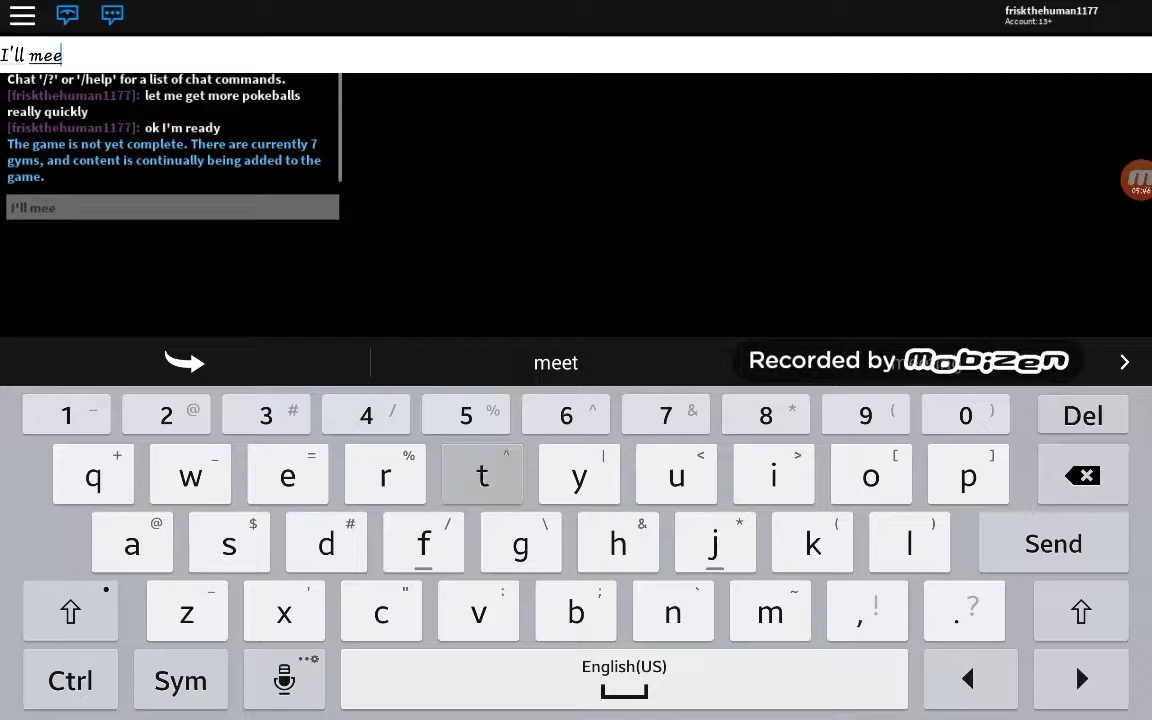 friskthehuman1177
Account: 13+
I'll mee
Chat '/?' or '/help' for a list of chat commands.
[friskthehuman1177]: let me get more pokeballs
really quickly
[friskthehuman1177]: ok I'm ready
The game is not yet complete. There are currently 7
gyms, and content is continually being added to the
game.
I'll mee
05:46
meet
Recorded by mobizen
1 – 2 @ 3 # 4 / 5 % 6 ^ 7 & 8 * 9 ( 0 ) Del
q + w _ e = r % t ^ y | u < i > o [ p ]
a @ s $ d # f / g \ h & j * k ( l ) Send
z – x ' c " v : b ; n ` m ~ , ! . ?
Ctrl Sym English(US)